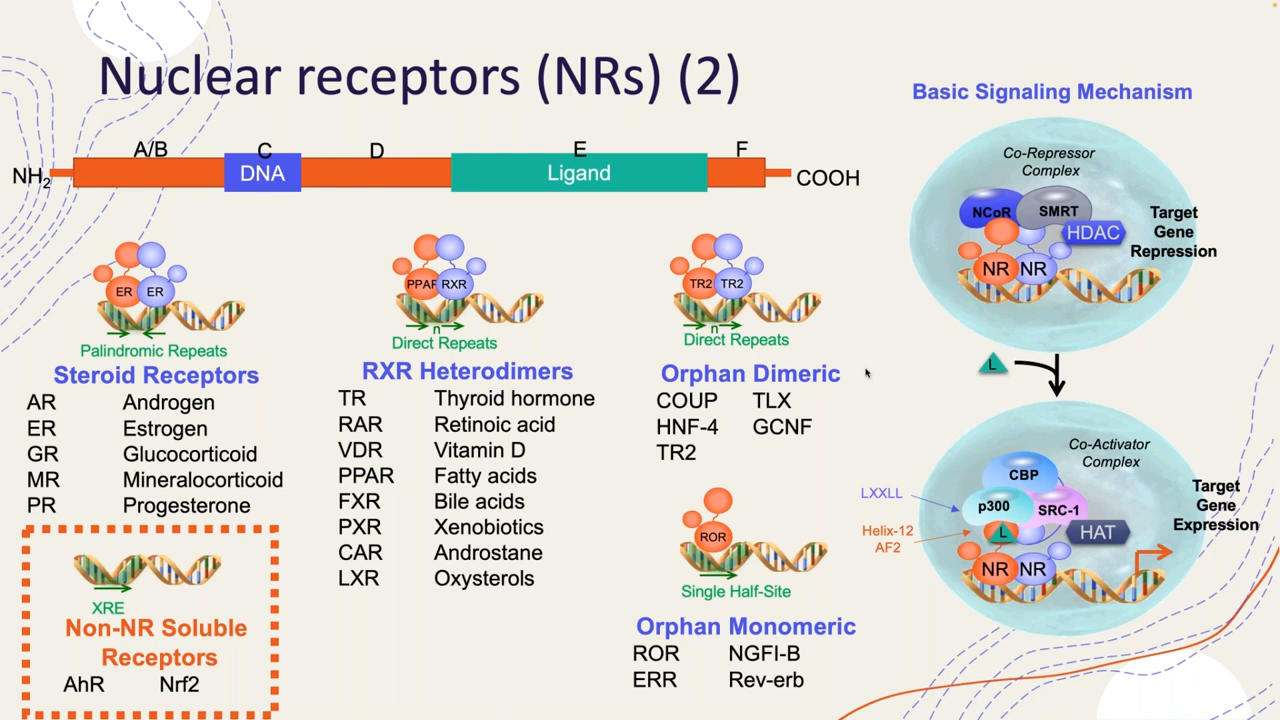 Nuclear receptors (NRs) (2)
A/B C D E F
NH2 DNA Ligand COOH
ER ER
Palindromic Repeats
Steroid Receptors
AR Androgen
ER Estrogen
GR Glucocorticoid
MR Mineralocorticoid
PR Progesterone
XRE
Non-NR Soluble
Receptors
AhR Nrf2
PPAR RXR
n
Direct Repeats
RXR Heterodimers
TR Thyroid hormone
RAR Retinoic acid
VDR Vitamin D
PPAR Fatty acids
FXR Bile acids
PXR Xenobiotics
CAR Androstane
LXR Oxysterols
TR2 TR2
n
Direct Repeats
Orphan Dimeric
COUP TLX
HNF-4 GCNF
TR2
ROR
Single Half-Site
Orphan Monomeric
ROR NGFI-B
ERR Rev-erb
Basic Signaling Mechanism
Co-Repressor
Complex
NCoR SMRT
HDAC
NR NR
Target
Gene
Repression
L
Co-Activator
Complex
CBP
p300 SRC-1
L
HAT
NR NR
LXXLL
Helix-12
AF2
Target
Gene
Expression